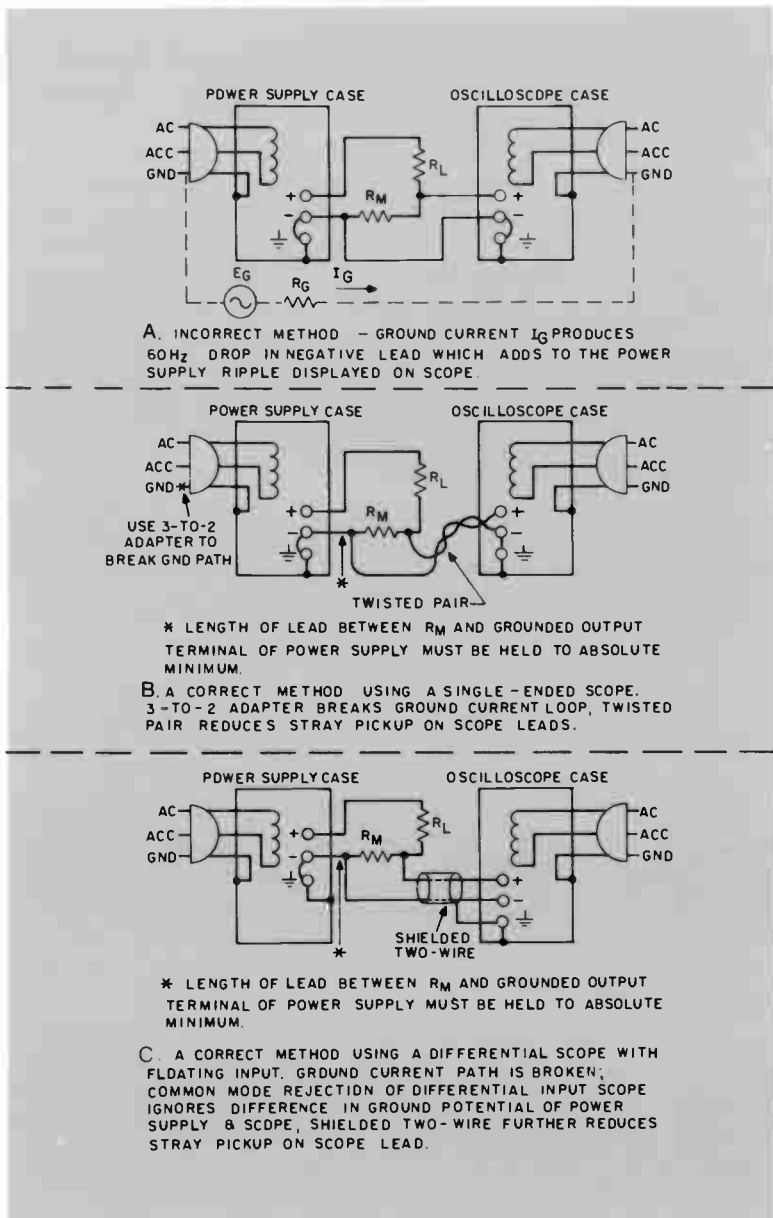 POWER SUPPLY CASE
OSCILLOSCOPE CASE
AC
ACC
GND
RL
RM
+
-
+
-
AC
ACC
GND
EG
RG
IG
A. INCORRECT METHOD - GROUND CURRENT IG PRODUCES
60HZ DROP IN NEGATIVE LEAD WHICH ADDS TO THE POWER
SUPPLY RIPPLE DISPLAYED ON SCOPE.
POWER SUPPLY CASE
OSCILLOSCOPE CASE
AC
ACC
GND*
USE 3-TO-2
ADAPTER TO
BREAK GND PATH
RL
RM
+
-
*
+
-
AC
ACC
GND
TWISTED PAIR
* LENGTH OF LEAD BETWEEN RM AND GROUNDED OUTPUT
TERMINAL OF POWER SUPPLY MUST BE HELD TO ABSOLUTE
MINIMUM.
B. A CORRECT METHOD USING A SINGLE-ENDED SCOPE.
3-TO-2 ADAPTER BREAKS GROUND CURRENT LOOP, TWISTED
PAIR REDUCES STRAY PICKUP ON SCOPE LEADS.
POWER SUPPLY CASE
OSCILLOSCOPE CASE
AC
ACC
GND
RL
RM
+
-
*
+
-
AC
ACC
GND
SHIELDED
TWO-WIRE
* LENGTH OF LEAD BETWEEN RM AND GROUNDED OUTPUT
TERMINAL OF POWER SUPPLY MUST BE HELD TO ABSOLUTE
MINIMUM.
C. A CORRECT METHOD USING A DIFFERENTIAL SCOPE WITH
FLOATING INPUT. GROUND CURRENT PATH IS BROKEN;
COMMON MODE REJECTION OF DIFFERENTIAL INPUT SCOPE
IGNORES DIFFERENCE IN GROUND POTENTIAL OF POWER
SUPPLY & SCOPE, SHIELDED TWO-WIRE FURTHER REDUCES
STRAY PICKUP ON SCOPE LEAD.